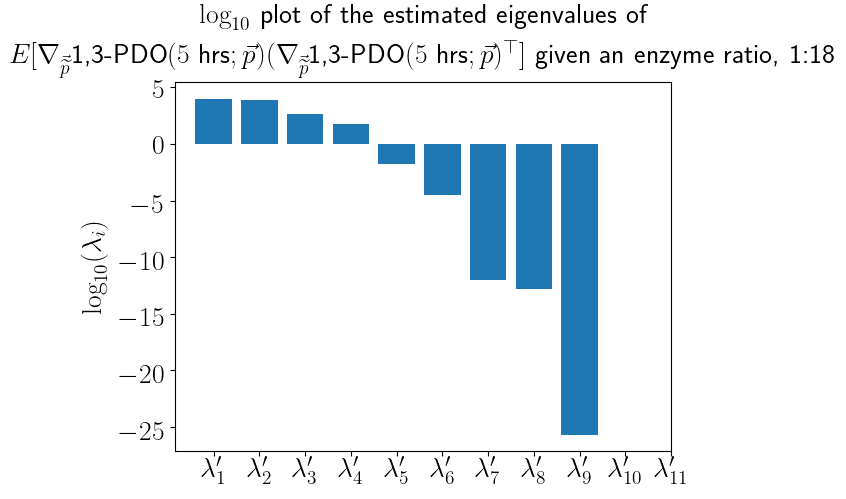 log₁₀ plot of the estimated eigenvalues of
E[∇_p̃⃗ 1,3-PDO(5 hrs; p⃗)(∇_p̃⃗ 1,3-PDO(5 hrs; p⃗)^⊤] given an enzyme ratio, 1:18
5
0
−5
−10
−15
−20
−25
log₁₀(λᵢ)
λ′₁ λ′₂ λ′₃ λ′₄ λ′₅ λ′₆ λ′₇ λ′₈ λ′₉ λ′₁₀ λ′₁₁